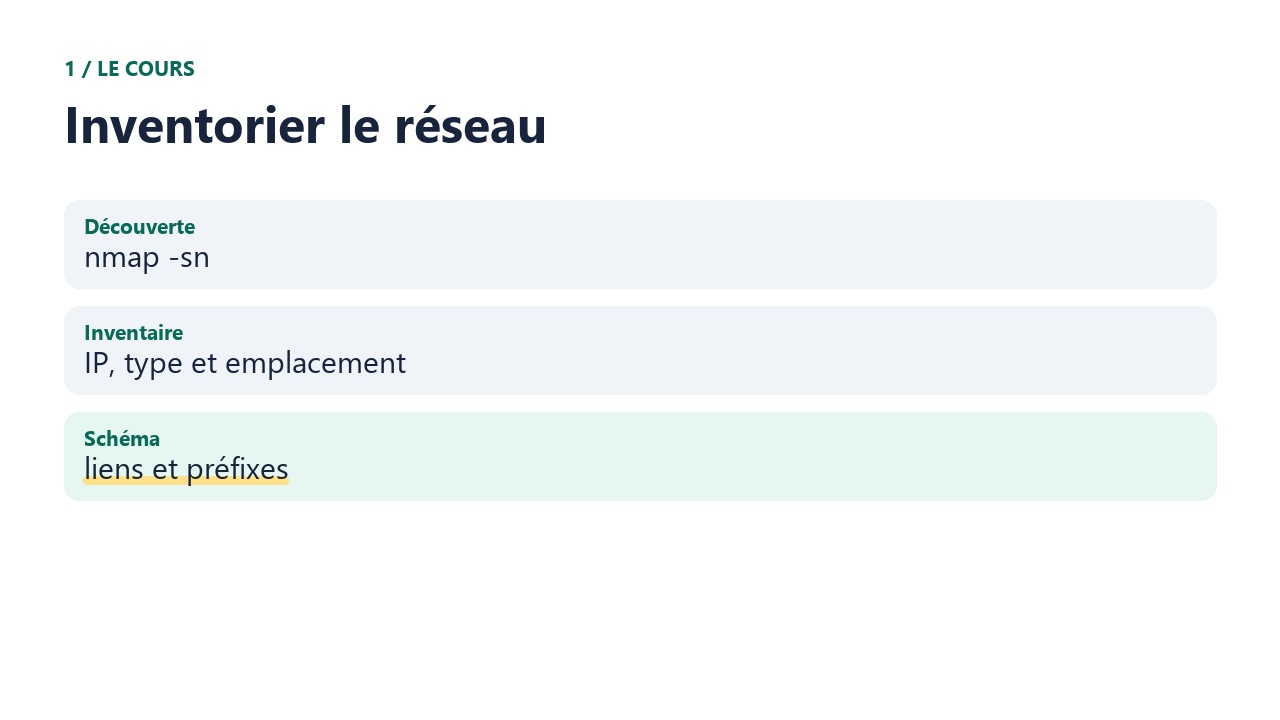 1 / LE COURS
Inventorier le réseau
Découverte
nmap -sn
Inventaire
IP, type et emplacement
Schéma
liens et préfixes